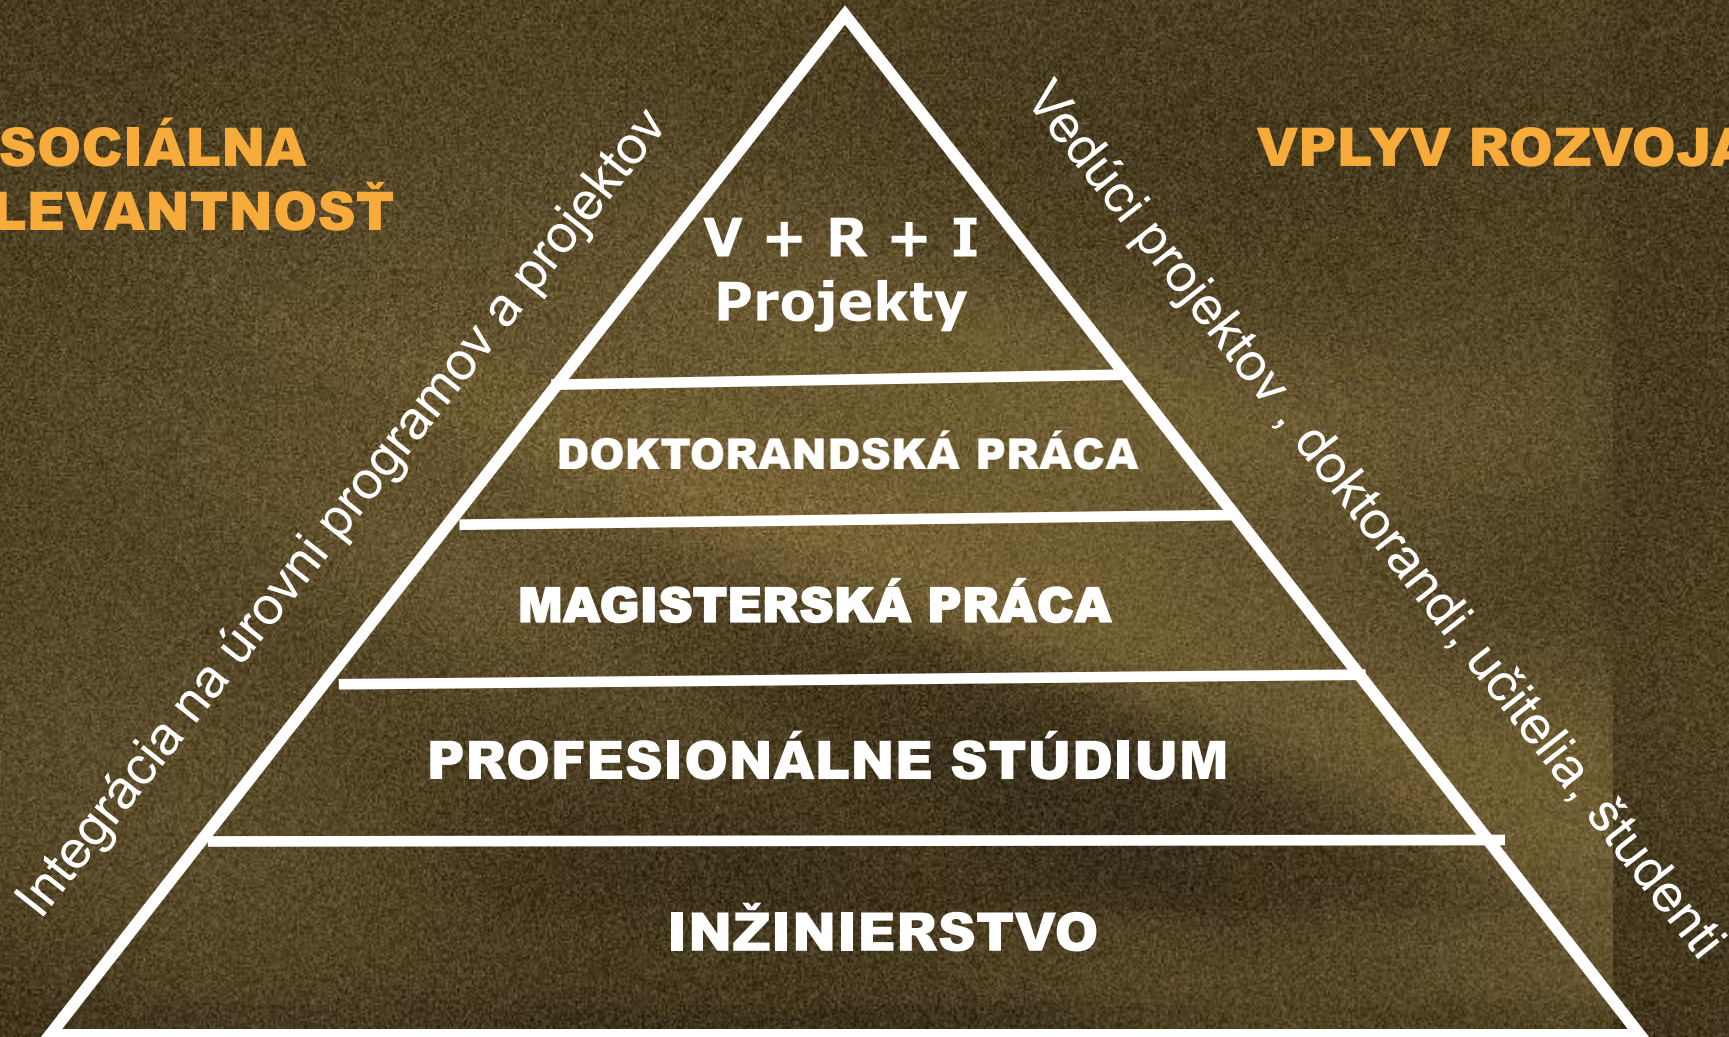 SOCIÁLNA
LEVANTNOSŤ
VPLYV ROZVOJA
Integrácia na úrovni programov a projektov
Vedúci projektov , doktorandi, učitelia, študenti
V + R + I
Projekty
DOKTORANDSKÁ PRÁCA
MAGISTERSKÁ PRÁCA
PROFESIONÁLNE STÚDIUM
INŽINIERSTVO